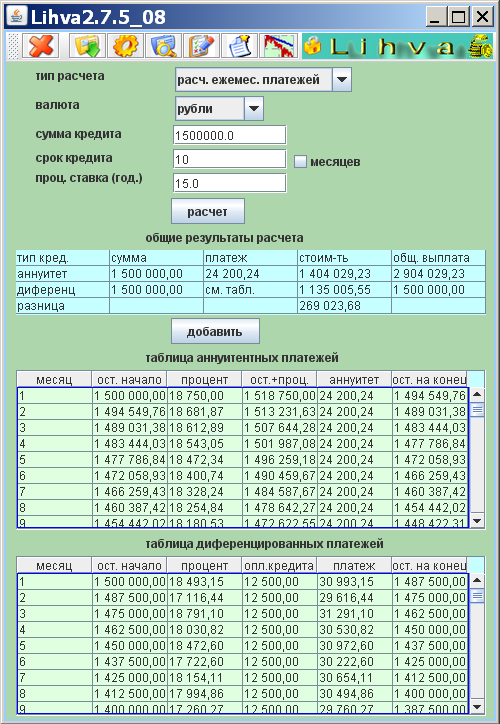 Lihva2.7.5_08
L i h v a
тип расчета расч. ежемес. платежей
валюта рубли
сумма кредита 1500000.0
срок кредита 10 месяцев
проц. ставка (год.) 15.0
расчет
общие результаты расчета
тип кред. сумма платеж стоим-ть общ. выплата
аннуитет 1 500 000,00 24 200,24 1 404 029,23 2 904 029,23
диференц 1 500 000,00 см. табл. 1 135 005,55 1 500 000,00
разница 269 023,68
добавить
таблица аннуитентных платежей
месяц ост. начало процент ост.+проц. аннуитет ост. на конец
1 1 500 000,00 18 750,00 1 518 750,00 24 200,24 1 494 549,76
2 1 494 549,76 18 681,87 1 513 231,63 24 200,24 1 489 031,38
3 1 489 031,38 18 612,89 1 507 644,28 24 200,24 1 483 444,03
4 1 483 444,03 18 543,05 1 501 987,08 24 200,24 1 477 786,84
5 1 477 786,84 18 472,34 1 496 259,18 24 200,24 1 472 058,93
6 1 472 058,93 18 400,74 1 490 459,67 24 200,24 1 466 259,43
7 1 466 259,43 18 328,24 1 484 587,67 24 200,24 1 460 387,42
8 1 460 387,42 18 254,84 1 478 642,27 24 200,24 1 454 442,02
9 1 454 442,02 18 180,53 1 472 622,55 24 200,24 1 448 422,31
таблица диференцированных платежей
месяц ост. начало процент опл.кредита платеж ост. на конец
1 1 500 000,00 18 493,15 12 500,00 30 993,15 1 487 500,00
2 1 487 500,00 17 116,44 12 500,00 29 616,44 1 475 000,00
3 1 475 000,00 18 791,10 12 500,00 31 291,10 1 462 500,00
4 1 462 500,00 18 030,82 12 500,00 30 530,82 1 450 000,00
5 1 450 000,00 18 472,60 12 500,00 30 972,60 1 437 500,00
6 1 437 500,00 17 722,60 12 500,00 30 222,60 1 425 000,00
7 1 425 000,00 18 154,11 12 500,00 30 654,11 1 412 500,00
8 1 412 500,00 17 994,86 12 500,00 30 494,86 1 400 000,00
9 1 400 000,00 17 260,27 12 500,00 29 760,27 1 387 500,00